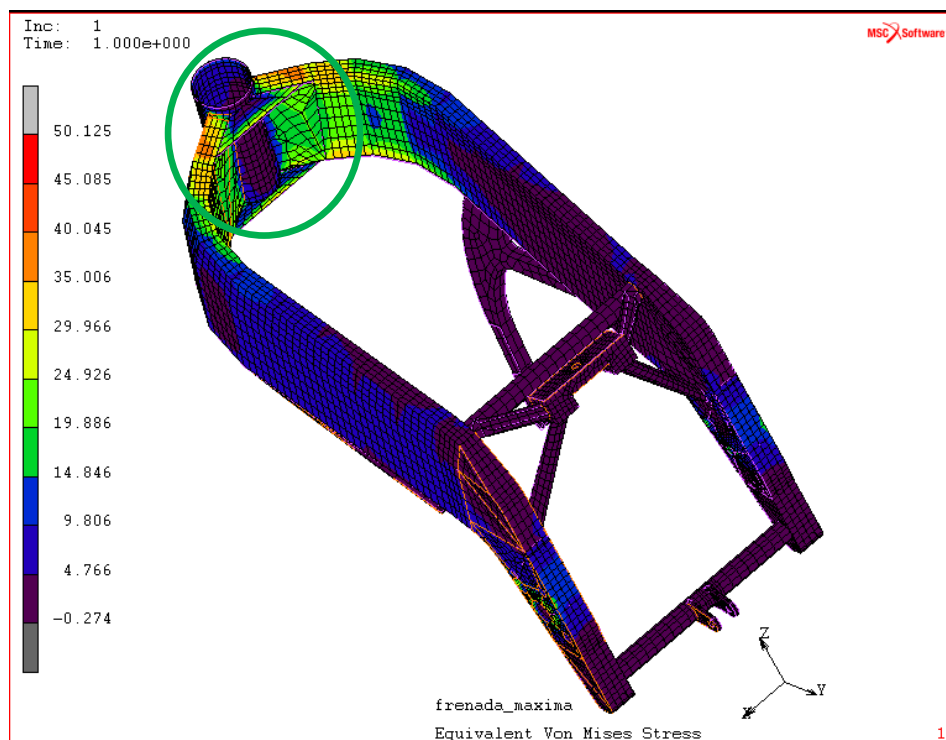 Inc: 1
Time: 1.000e+000
MSC Software
50.125
45.085
40.045
35.006
29.966
24.926
19.886
14.846
9.806
4.766
-0.274
Z
Y
X
frenada_maxima
Equivalent Von Mises Stress
1